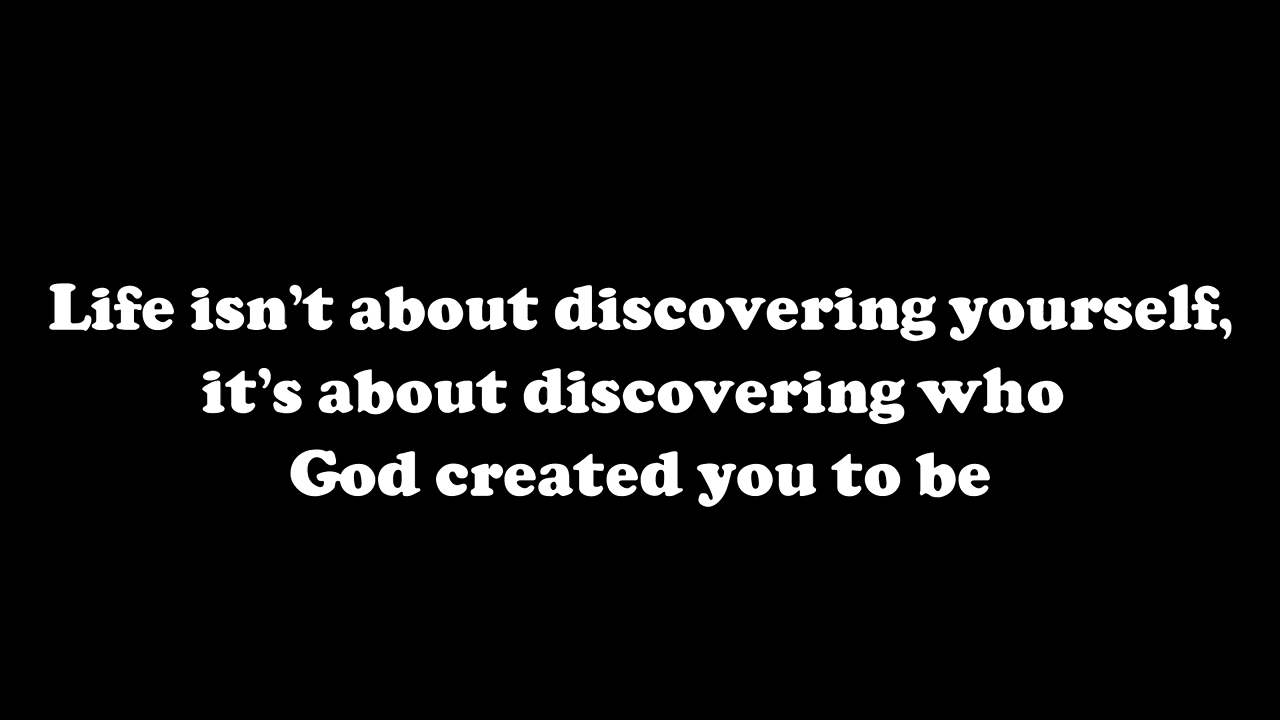 Life isn’t about discovering yourself,
it’s about discovering who
God created you to be